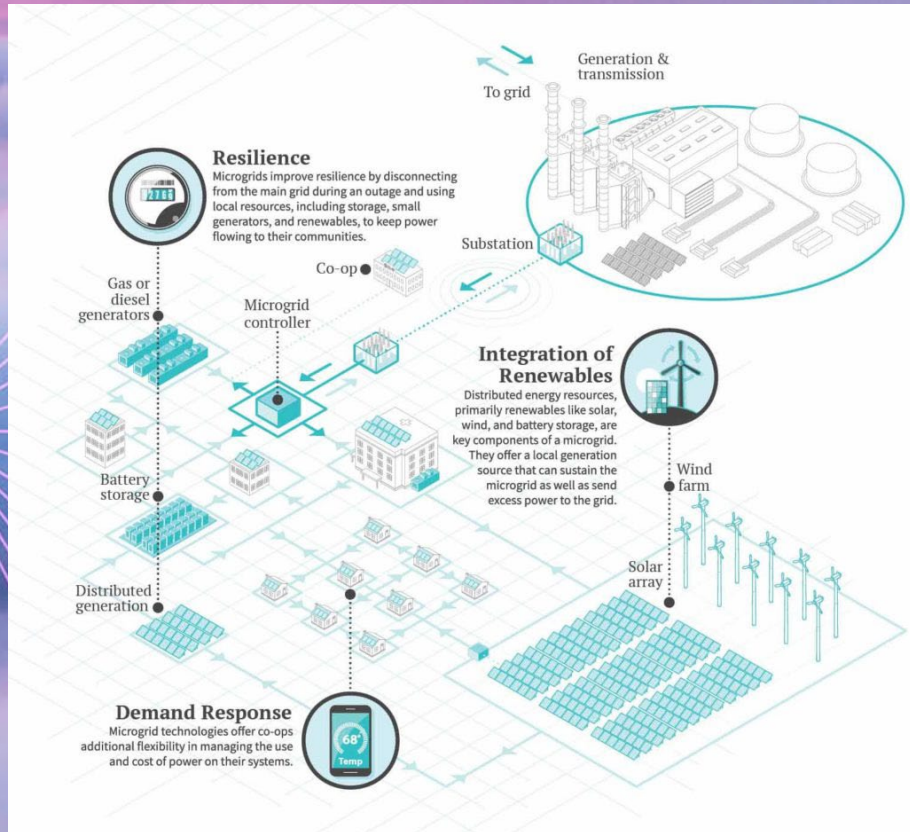 Generation &
transmission
To grid
Resilience
Microgrids improve resilience by disconnecting
from the main grid during an outage and using
local resources, including storage, small
generators, and renewables, to keep power
flowing to their communities.
Substation
Co-op
Gas or
diesel
generators
Microgrid
controller
Integration of
Renewables
Distributed energy resources,
primarily renewables like solar,
wind, and battery storage, are
key components of a microgrid.
They offer a local generation
source that can sustain the
microgrid as well as send
excess power to the grid.
Battery
storage
Wind
farm
Solar
array
Distributed
generation
Demand Response
Microgrid technologies offer co-ops
additional flexibility in managing the use
and cost of power on their systems.
68°
Temp